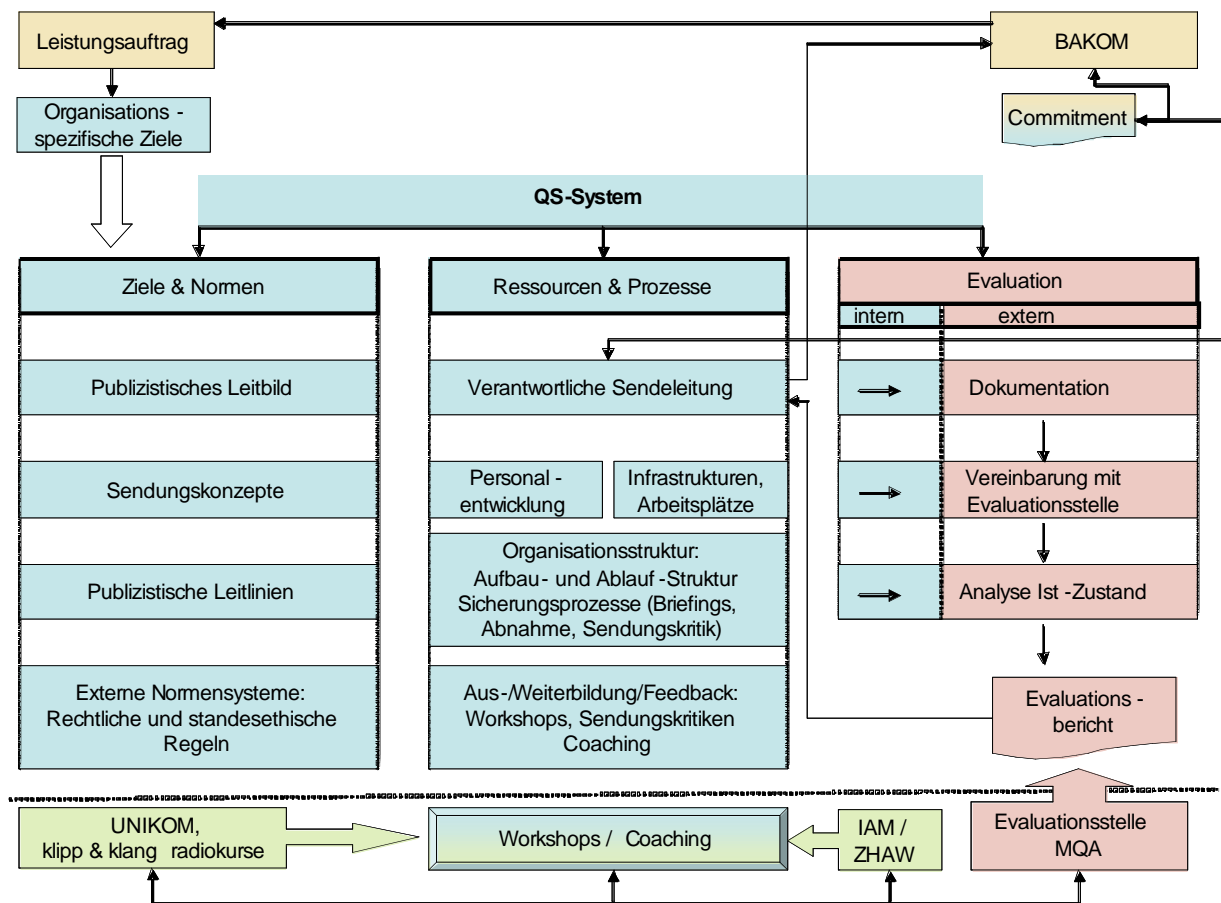 Leistungsauftrag
BAKOM
Organisations -
spezifische Ziele
Commitment
QS-System
Ziele & Normen
Ressourcen & Prozesse
Evaluation
intern
extern
Publizistisches Leitbild
Verantwortliche Sendeleitung
Dokumentation
Sendungskonzepte
Personal -
entwicklung
Infrastrukturen,
Arbeitsplätze
Vereinbarung mit
Evaluationsstelle
Publizistische Leitlinien
Organisationsstruktur:
Aufbau- und Ablauf -Struktur
Sicherungsprozesse (Briefings,
Abnahme, Sendungskritik)
Analyse Ist -Zustand
Externe Normensysteme:
Rechtliche und standesethische
Regeln
Aus-/Weiterbildung/Feedback:
Workshops, Sendungskritiken
Coaching
Evaluations -
bericht
UNIKOM,
klipp & klang radiokurse
Workshops / Coaching
IAM /
ZHAW
Evaluationsstelle
MQA